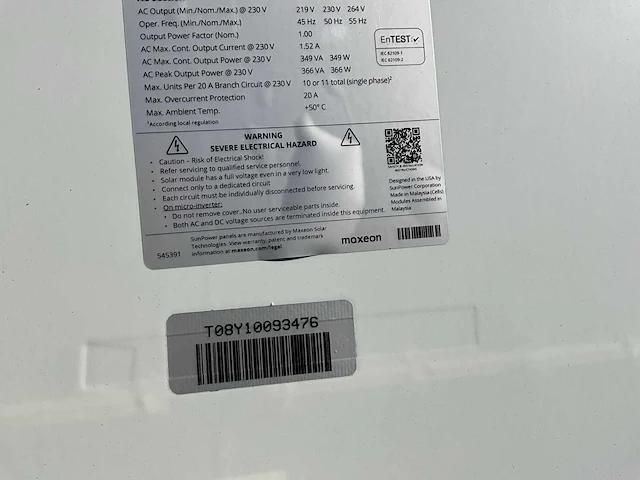 AC Output (Min./Nom./Max.) @ 230 V 219 V 230 V 264 V
Oper. Freq. (Min./Nom./Max.) 45 Hz 50 Hz 55 Hz
Output Power Factor (Nom.) 1.00
AC Max. Cont. Output Current @ 230 V 1.52 A
AC Max. Cont. Output Power @ 230 V 349 VA 349 W
AC Peak Output Power @ 230 V 366 VA 366 W
Max. Units Per 20 A Branch Circuit @ 230 V 10 or 11 total (single phase)¹
Max. Overcurrent Protection 20 A
Max. Ambient Temp. +50° C
¹According local regulation
EnTEST
IEC 62109-1
IEC 62109-2
WARNING
SEVERE ELECTRICAL HAZARD
• Caution – Risk of Electrical Shock!
• Refer servicing to qualified service personnel.
• Solar module has a full voltage even in a very low light.
• Connect only to a dedicated circuit
• Each circuit must be individually disconnected before servicing.
• On micro-inverter:
• Do not remove cover. No user serviceable parts inside.
• Both AC and DC voltage sources are terminated inside this equipment.
SAFETY & INSTALLATION
INSTRUCTIONS
Designed in the USA by
SunPower Corporation
Made in Malaysia (Cells)
Modules Assembled in
Malaysia
545391
SunPower panels are manufactured by Maxeon Solar
Technologies. View warranty, patent and trademark
information at maxeon.com/legal.
maxeon
T08Y10093476